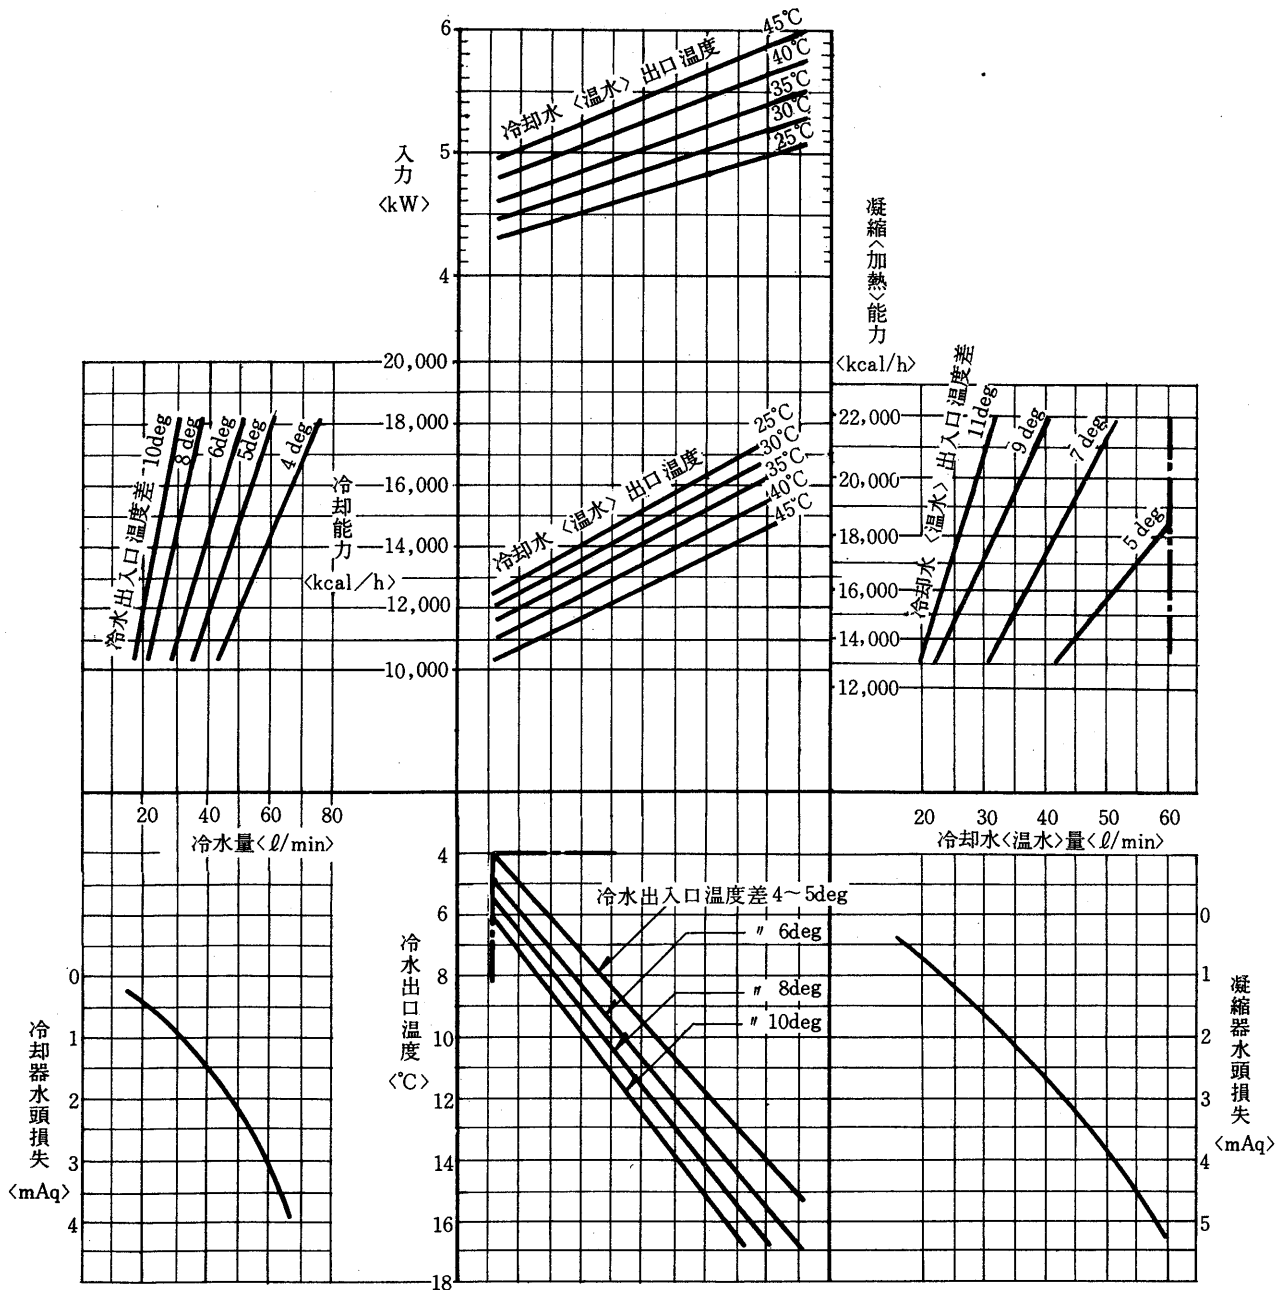 6
5
4
入力
<kW>
冷却水〈温水〉出口温度
45℃
40℃
35℃
30℃
25℃
凝縮〈加熱〉能力
<kcal/h>
20,000
18,000
16,000
14,000
12,000
10,000
冷却能力
<kcal/h>
冷水出入口温度差
10deg
8deg
6deg
5deg
4deg
冷却水〈温水〉出口温度
25℃
30℃
35℃
40℃
45℃
22,000
20,000
18,000
16,000
14,000
12,000
冷却水〈温水〉出入口温度差
11deg
9deg
7deg
5deg
20 40 60 80
冷水量<ℓ/min>
20 30 40 50 60
冷却水<温水>量<ℓ/min>
0
1
2
3
4
冷却器水頭損失
<mAq>
4
6
8
10
12
14
16
18
冷水出口温度
<℃>
冷水出入口温度差4~5deg
〃 6deg
〃 8deg
〃 10deg
0
1
2
3
4
5
凝縮器水頭損失
<mAq>